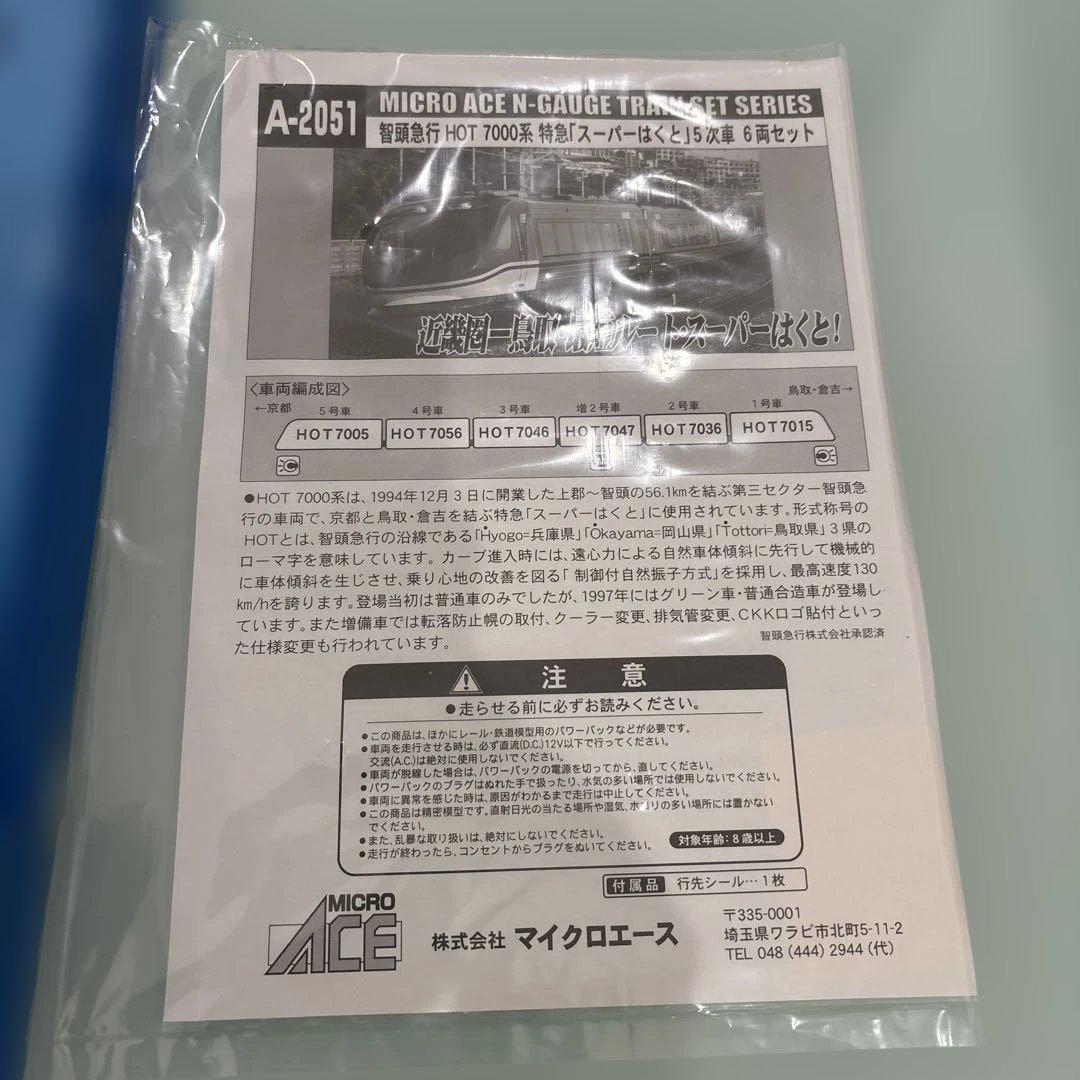 A-2051
MICRO ACE N-GAUGE TRAIN SET SERIES
智頭急行 HOT 7000系 特急「スーパーはくと」5次車 6両セット
近畿圏ー鳥取・ルート・スーパーはくと!
〈車両編成図〉
←京都
鳥取・倉吉→
5号車 4号車 3号車 増2号車 2号車 1号車
HOT7005 HOT7056 HOT7046 HOT7047 HOT7036 HOT7015
●HOT 7000系は、1994年12月3日に開業した上郡〜智頭の56.1kmを結ぶ第三セクター智頭急
行の車両で、京都と鳥取・倉吉を結ぶ特急「スーパーはくと」に使用されています。形式称号の
HOTとは、智頭急行の沿線である「Hyogo=兵庫県」「Okayama=岡山県」「Tottori=鳥取県」3県の
ローマ字を意味しています。カーブ進入時には、遠心力による自然車体傾斜に先行して機械的
に車体傾斜を生じさせ、乗り心地の改善を図る「制御付自然振子方式」を採用し、最高速度130
km/hを誇ります。登場当初は普通車のみでしたが、1997年にはグリーン車・普通合造車が登場し
ています。また増備車では転落防止幌の取付、クーラー変更、排気管変更、CKKロゴ貼付といっ
た仕様変更も行われています。
智頭急行株式会社承認済
注意
●走らせる前に必ずお読みください。
●この商品は、ほかにレール・鉄道模型用のパワーパックなどが必要です。
●車両を走行させる時は、必ず直流(D.C.)12V以下で行ってください。
交流(A.C.)は絶対に使用しないでください。
●車両が脱線した場合は、パワーパックの電源を切ってから、直してください。
●パワーパックのプラグはぬれた手で扱ったり、水気の多い場所では使用しないでください。
●車両に異常を感じた時は、原因がわかるまで走行は中止してください。
●この商品は精密模型です。直射日光の当たる場所や湿気、ホコリの多い場所には置かない
でください。
●また、乱暴な取り扱いは、絶対にしないでください。
●走行が終わったら、コンセントからプラグをぬいてください。
対象年齢：8歳以上
付属品 行先シール…1枚
MICRO
ACE
株式会社 マイクロエース
〒335-0001
埼玉県ワラビ市北町5-11-2
TEL 048 (444) 2944 (代)